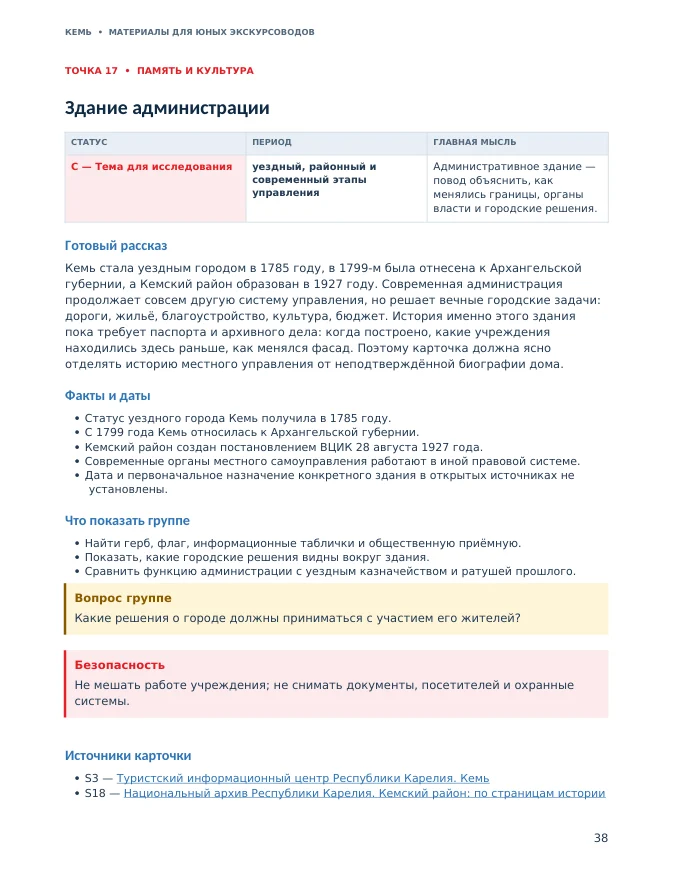 КЕМЬ • МАТЕРИАЛЫ ДЛЯ ЮНЫХ ЭКСКУРСОВОДОВ
ТОЧКА 17 • ПАМЯТЬ И КУЛЬТУРА
Здание администрации
СТАТУС
ПЕРИОД
ГЛАВНАЯ МЫСЛЬ
C — Тема для исследования
уездный, районный и
современный этапы
управления
Административное здание —
повод объяснить, как
менялись границы, органы
власти и городские решения.
Готовый рассказ
Кемь стала уездным городом в 1785 году, в 1799-м была отнесена к Архангельской
губернии, а Кемский район образован в 1927 году. Современная администрация
продолжает совсем другую систему управления, но решает вечные городские задачи:
дороги, жильё, благоустройство, культура, бюджет. История именно этого здания
пока требует паспорта и архивного дела: когда построено, какие учреждения
находились здесь раньше, как менялся фасад. Поэтому карточка должна ясно
отделять историю местного управления от неподтверждённой биографии дома.
Факты и даты
• Статус уездного города Кемь получила в 1785 году.
• С 1799 года Кемь относилась к Архангельской губернии.
• Кемский район создан постановлением ВЦИК 28 августа 1927 года.
• Современные органы местного самоуправления работают в иной правовой системе.
• Дата и первоначальное назначение конкретного здания в открытых источниках не
установлены.
Что показать группе
• Найти герб, флаг, информационные таблички и общественную приёмную.
• Показать, какие городские решения видны вокруг здания.
• Сравнить функцию администрации с уездным казначейством и ратушей прошлого.
Вопрос группе
Какие решения о городе должны приниматься с участием его жителей?
Безопасность
Не мешать работе учреждения; не снимать документы, посетителей и охранные
системы.
Источники карточки
• S3 — Туристский информационный центр Республики Карелия. Кемь
• S18 — Национальный архив Республики Карелия. Кемский район: по страницам истории
38